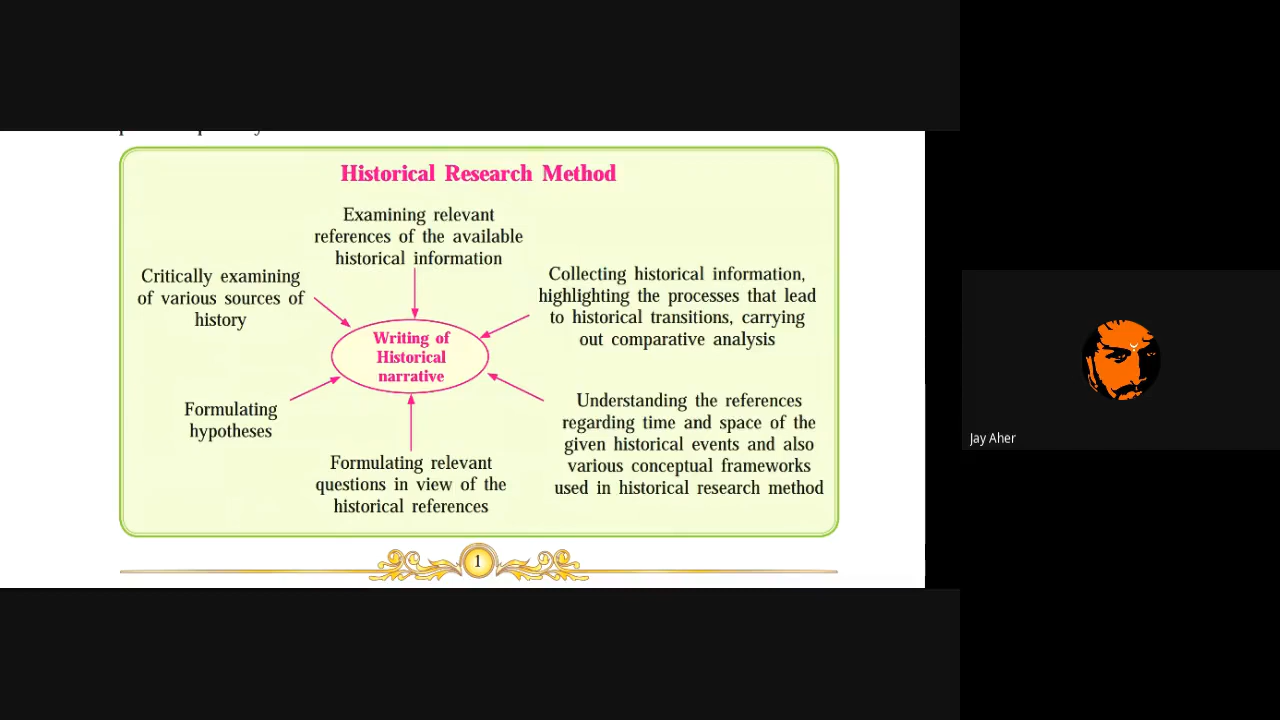 Historical Research Method
Examining relevant
references of the available
historical information
Critically examining
of various sources of
history
Collecting historical information,
highlighting the processes that lead
to historical transitions, carrying
out comparative analysis
Writing of
Historical
narrative
Formulating
hypotheses
Understanding the references
regarding time and space of the
given historical events and also
various conceptual frameworks
used in historical research method
Formulating relevant
questions in view of the
historical references
1
Jay Aher